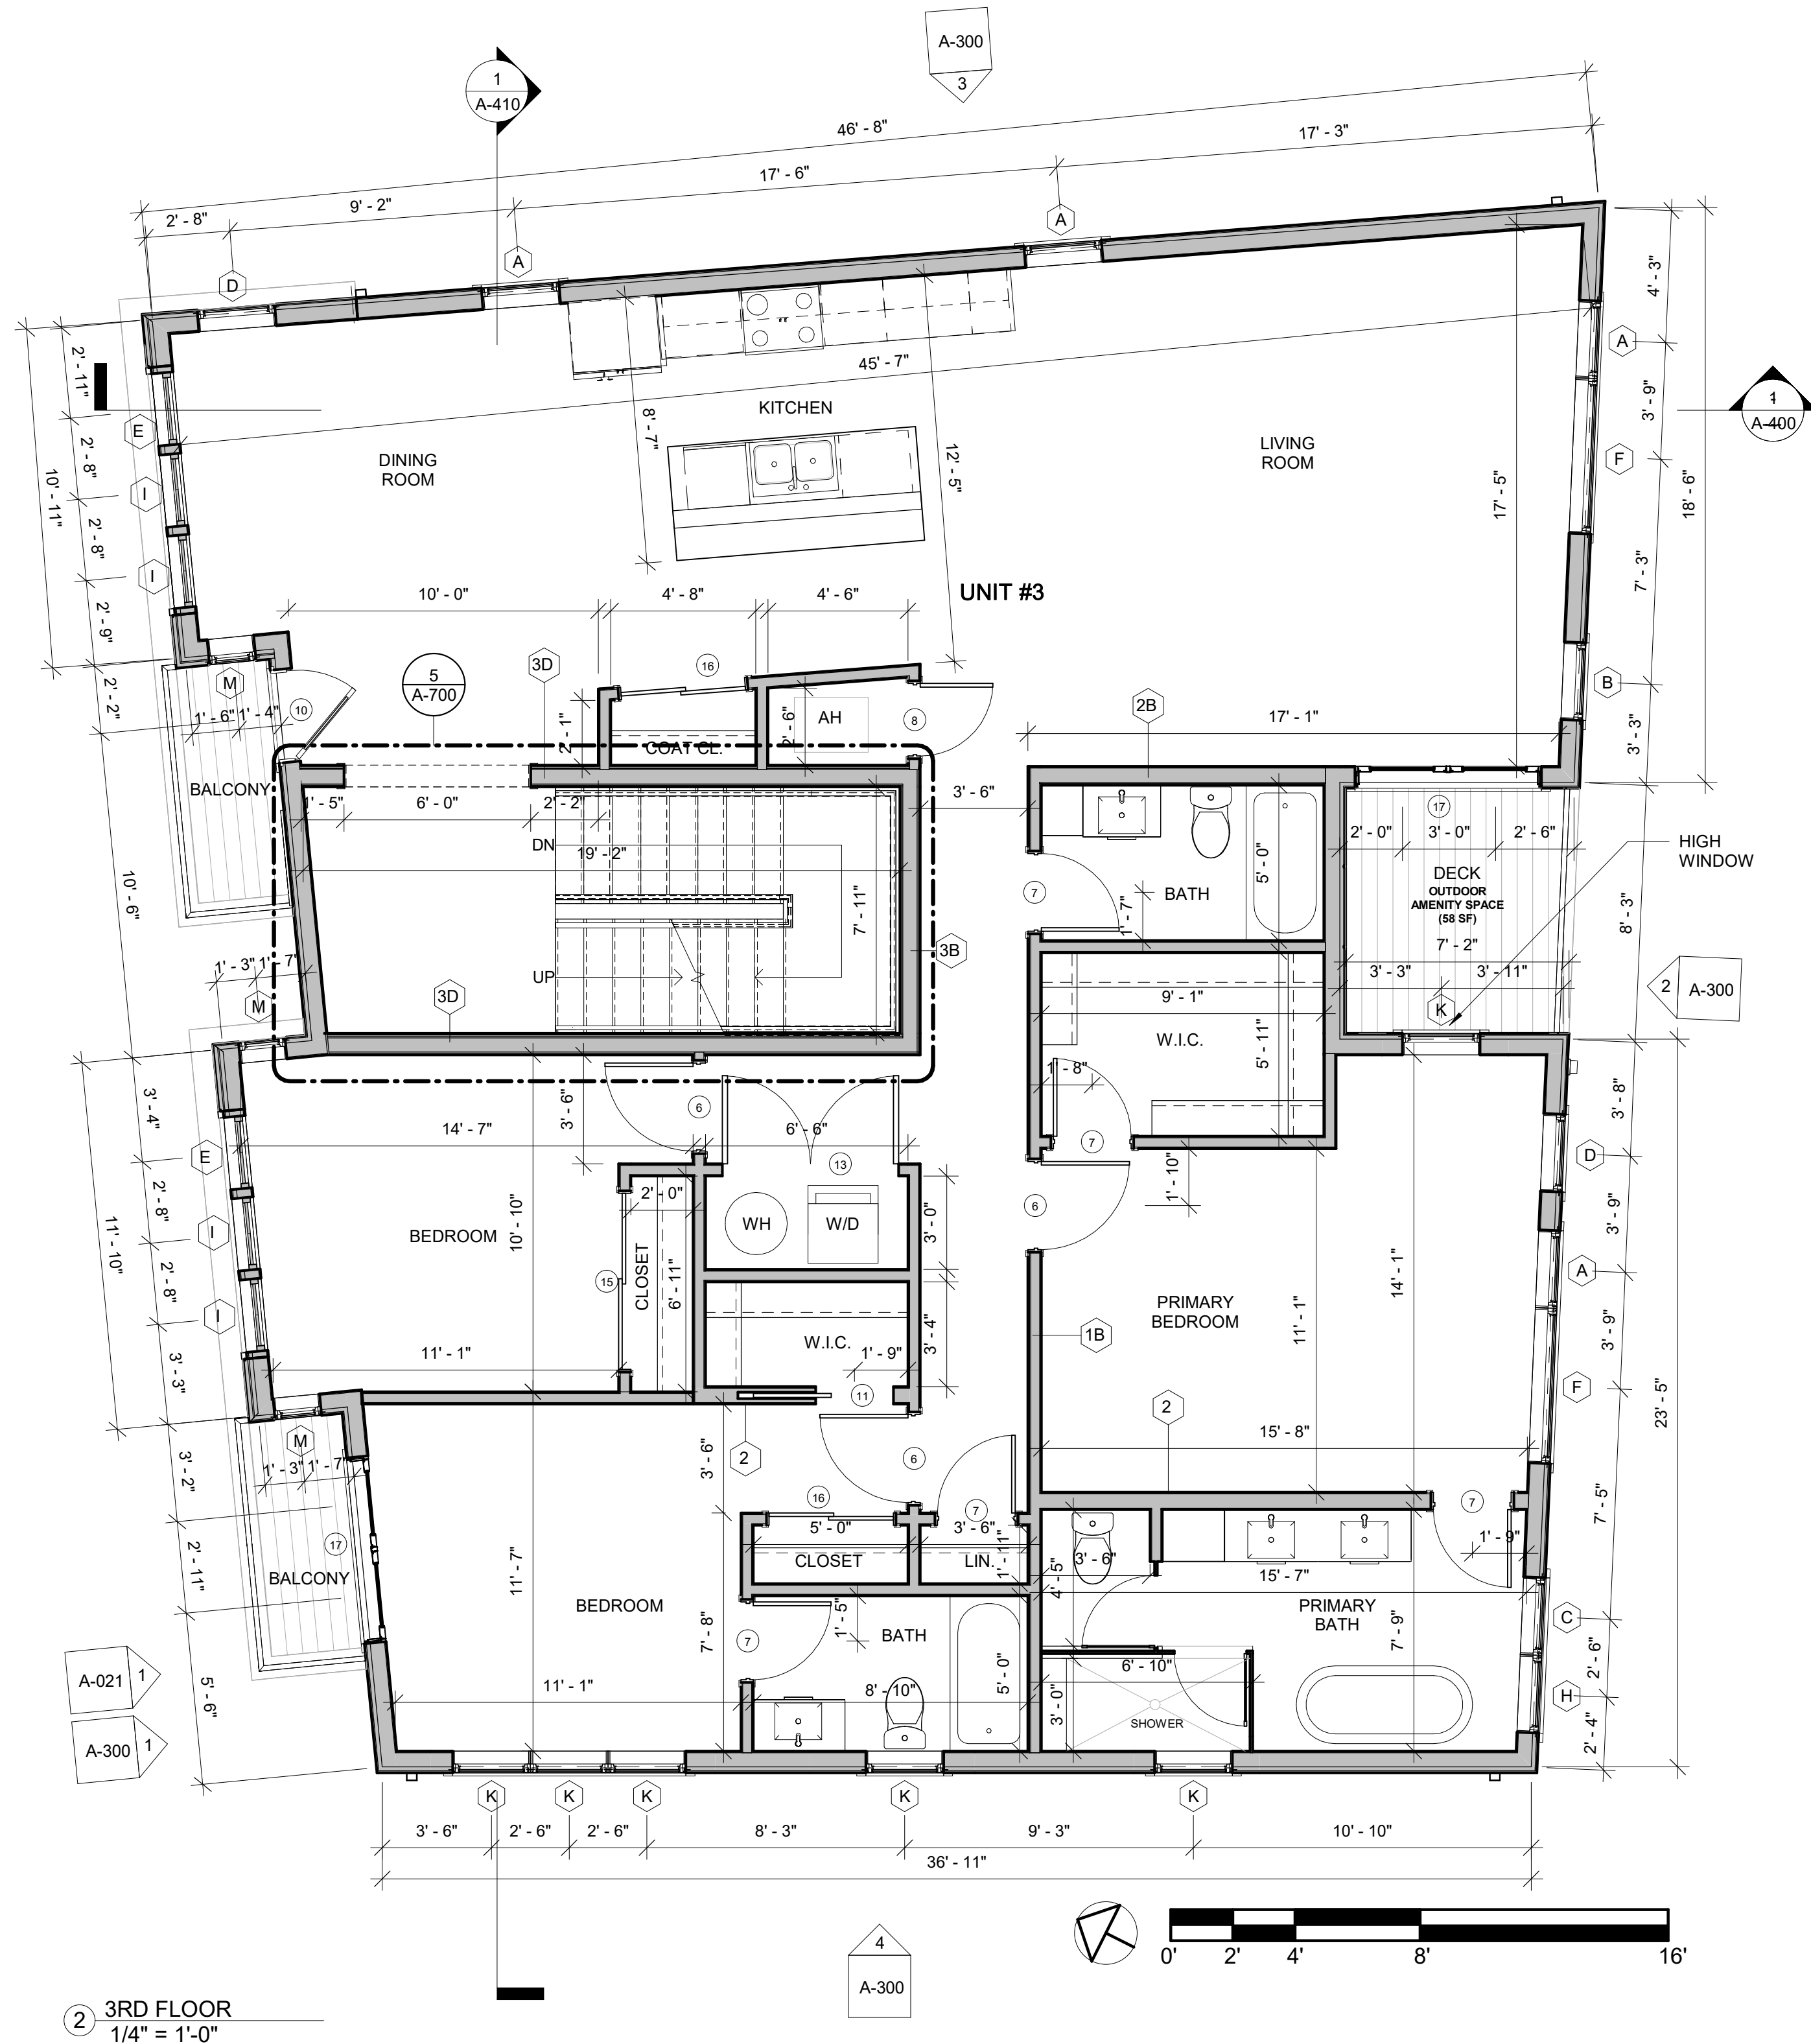 A-300
3
1
A-410
46' - 8"
17' - 3"
17' - 6"
9' - 2"
2' - 8"
A
A
D
4' - 3"
2' - 11"
A
3' - 9"
1
A-400
45' - 7"
KITCHEN
8' - 7"
E
LIVING
ROOM
DINING
ROOM
F
2' - 8"
12' - 5"
10' - 11"
I
17' - 5"
18' - 6"
2' - 8"
I
7' - 3"
10' - 0"
4' - 8"
4' - 6"
UNIT #3
2' - 9"
5
A-700
3D
16
M
B
2' - 2"
1' - 6"
1' - 4"
10
2' - 1"
2' - 6"
AH
8
2B
17' - 1"
3' - 3"
COAT CL.
BALCONY
1' - 5"
6' - 0"
2' - 2"
3' - 6"
17
2' - 0"
3' - 0"
2' - 6"
HIGH
WINDOW
DN
19' - 2"
5' - 0"
DECK
OUTDOOR
AMENITY SPACE
(58 SF)
10' - 6"
7
BATH
7' - 11"
1' - 7"
8' - 3"
7' - 2"
3B
1' - 3"
1' - 7"
UP
3' - 3"
3' - 11"
M
3D
9' - 1"
K
2
A-300
W.I.C.
5' - 11"
1' - 8"
3' - 4"
3' - 6"
6
3' - 8"
14' - 7"
6' - 6"
7
E
13
1' - 10"
D
2' - 8"
2' - 0"
6
WH
W/D
3' - 0"
3' - 9"
11' - 10"
I
BEDROOM
10' - 10"
CLOSET
15
6' - 11"
14' - 1"
A
2' - 8"
I
PRIMARY
BEDROOM
11' - 1"
1B
3' - 9"
W.I.C.
3' - 4"
1' - 9"
11' - 1"
3' - 3"
11
F
2
23' - 5"
M
2
3' - 6"
6
15' - 8"
3' - 2"
1' - 3"
1' - 7"
16
7
7
7' - 5"
5' - 0"
3' - 6"
1' - 9"
17
2' - 11"
CLOSET
LIN.
1' - 11"
3' - 6"
4' - 5"
15' - 7"
BALCONY
11' - 7"
BEDROOM
1' - 5"
PRIMARY
BATH
C
7' - 8"
7
BATH
7' - 9"
6' - 10"
2' - 6"
A-021
1
5' - 6"
11' - 1"
8' - 10"
5' - 0"
3' - 0"
SHOWER
H
A-300
1
2' - 4"
K
K
K
K
K
3' - 6"
2' - 6"
2' - 6"
8' - 3"
9' - 3"
10' - 10"
36' - 11"
4
A-300
0'
2'
4'
8'
16'
2
3RD FLOOR
1/4" = 1'-0"